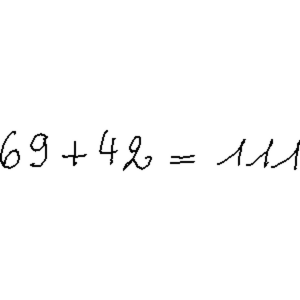 69 + 42 = 111